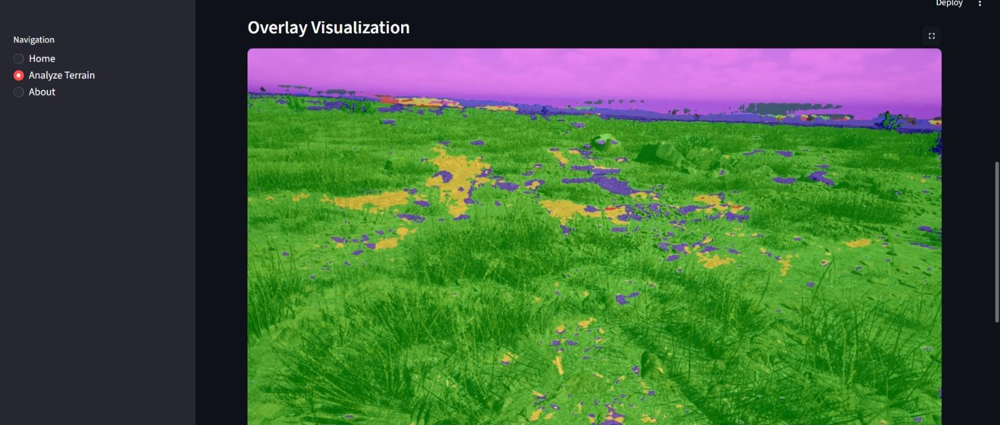 Deploy
Navigation
Home
Analyze Terrain
About
Overlay Visualization